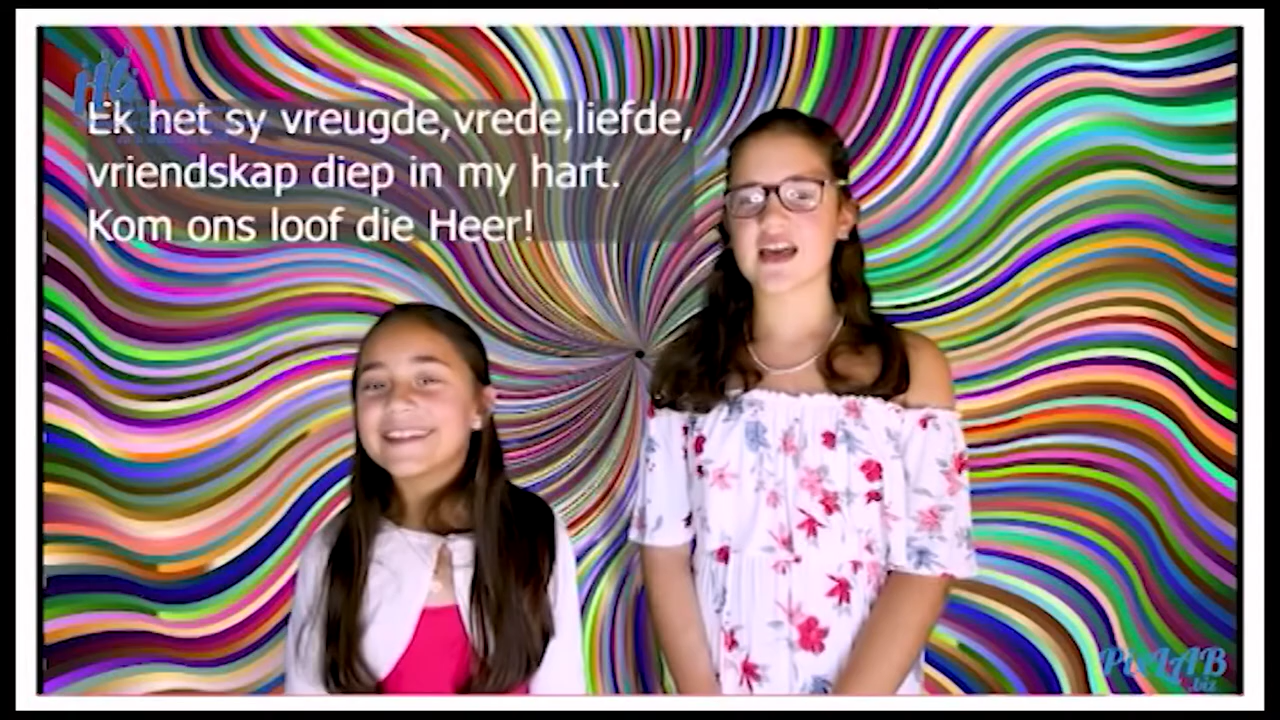 Ek het sy vreugde,vrede,liefde,
vriendskap diep in my hart.
Kom ons loof die Heer!